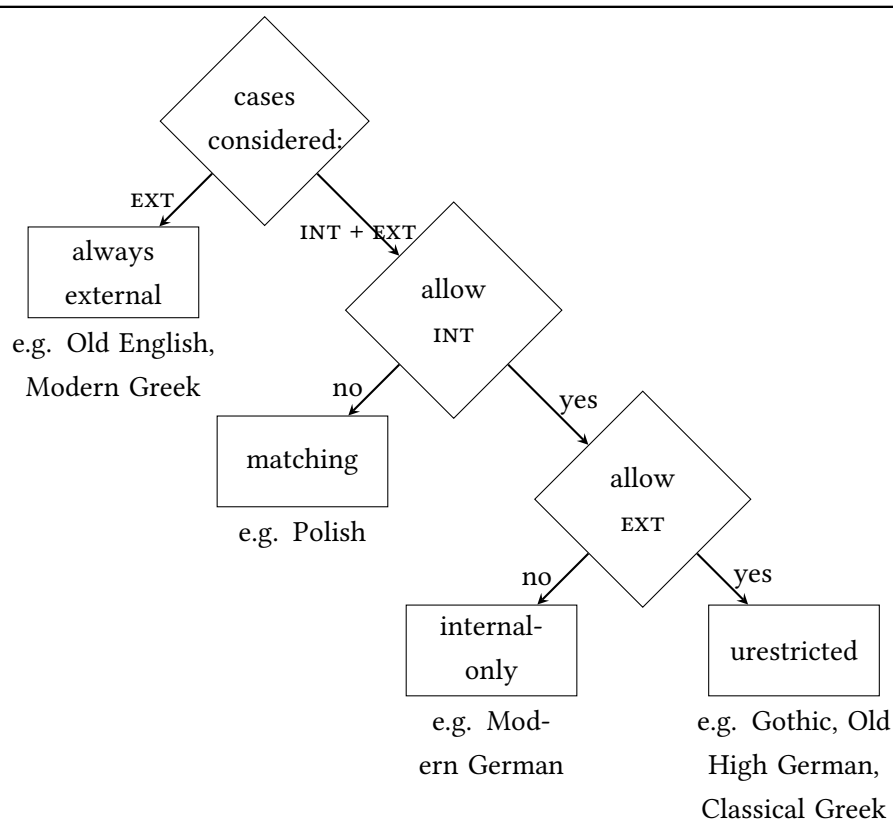 cases
considered:
EXT
INT + EXT
always
external
e.g. Old English,
Modern Greek
allow
INT
no
yes
matching
e.g. Polish
allow
EXT
no
yes
internal-
only
urestricted
e.g. Mod-
ern German
e.g. Gothic, Old
High German,
Classical Greek